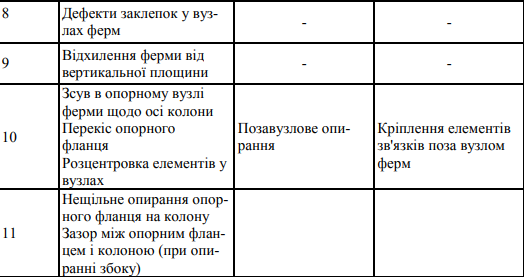 8
Дефекти заклепок у вуз-
лах ферм
-
-
9
Відхилення ферми від
вертикальної площини
-
-
10
Зсув в опорному вузлі
ферми щодо осі колони
Перекіс опорного
фланця
Розцентровка елементів у
вузлах
Позавузлове опи-
рання
Кріплення елементів
зв'язків поза вузлом
ферм
11
Нещільне опирання опор-
ного фланця на колону
Зазор між опорним флан-
цем і колоною (при опи-
ранні збоку)